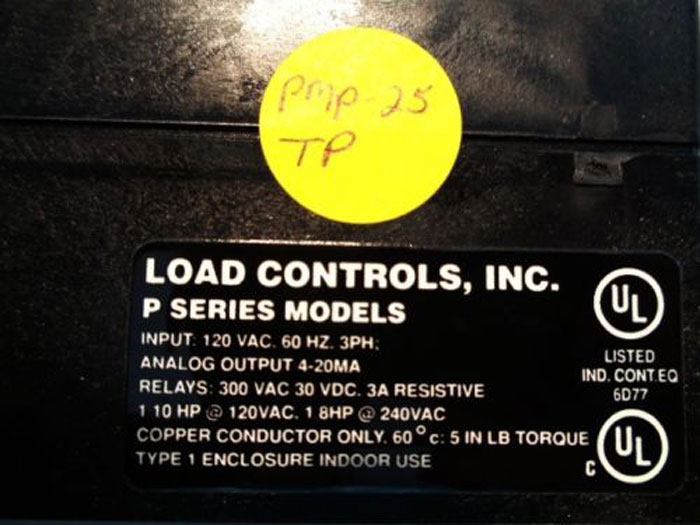 PMP-25
TP
LOAD CONTROLS, INC.
P SERIES MODELS
INPUT: 120 VAC. 60 HZ. 3PH:
ANALOG OUTPUT 4-20MA
RELAYS: 300 VAC 30 VDC. 3A RESISTIVE
1 10 HP @ 120VAC. 1 8HP @ 240VAC
COPPER CONDUCTOR ONLY. 60° c: 5 IN LB TORQUE
TYPE 1 ENCLOSURE INDOOR USE
UL
LISTED
IND. CONT.EQ
6D77
C UL